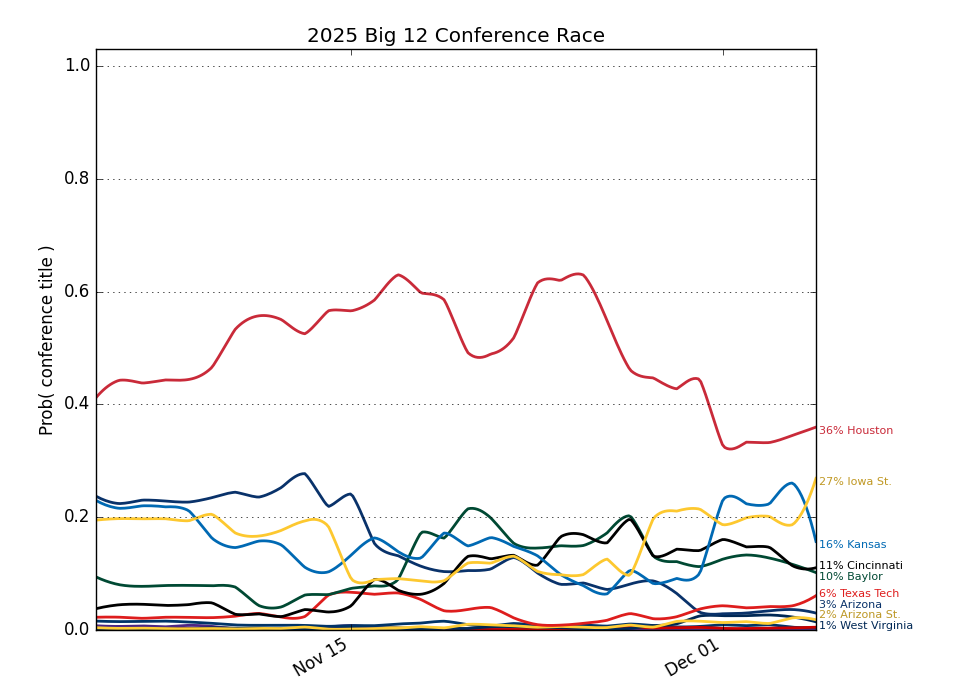 2025 Big 12 Conference Race
Prob( conference title )
1.0
0.8
0.6
0.4
0.2
0.0
Nov 15
Dec 01
36% Houston
27% Iowa St.
16% Kansas
11% Cincinnati
10% Baylor
6% Texas Tech
3% Arizona
2% Arizona St.
1% West Virginia